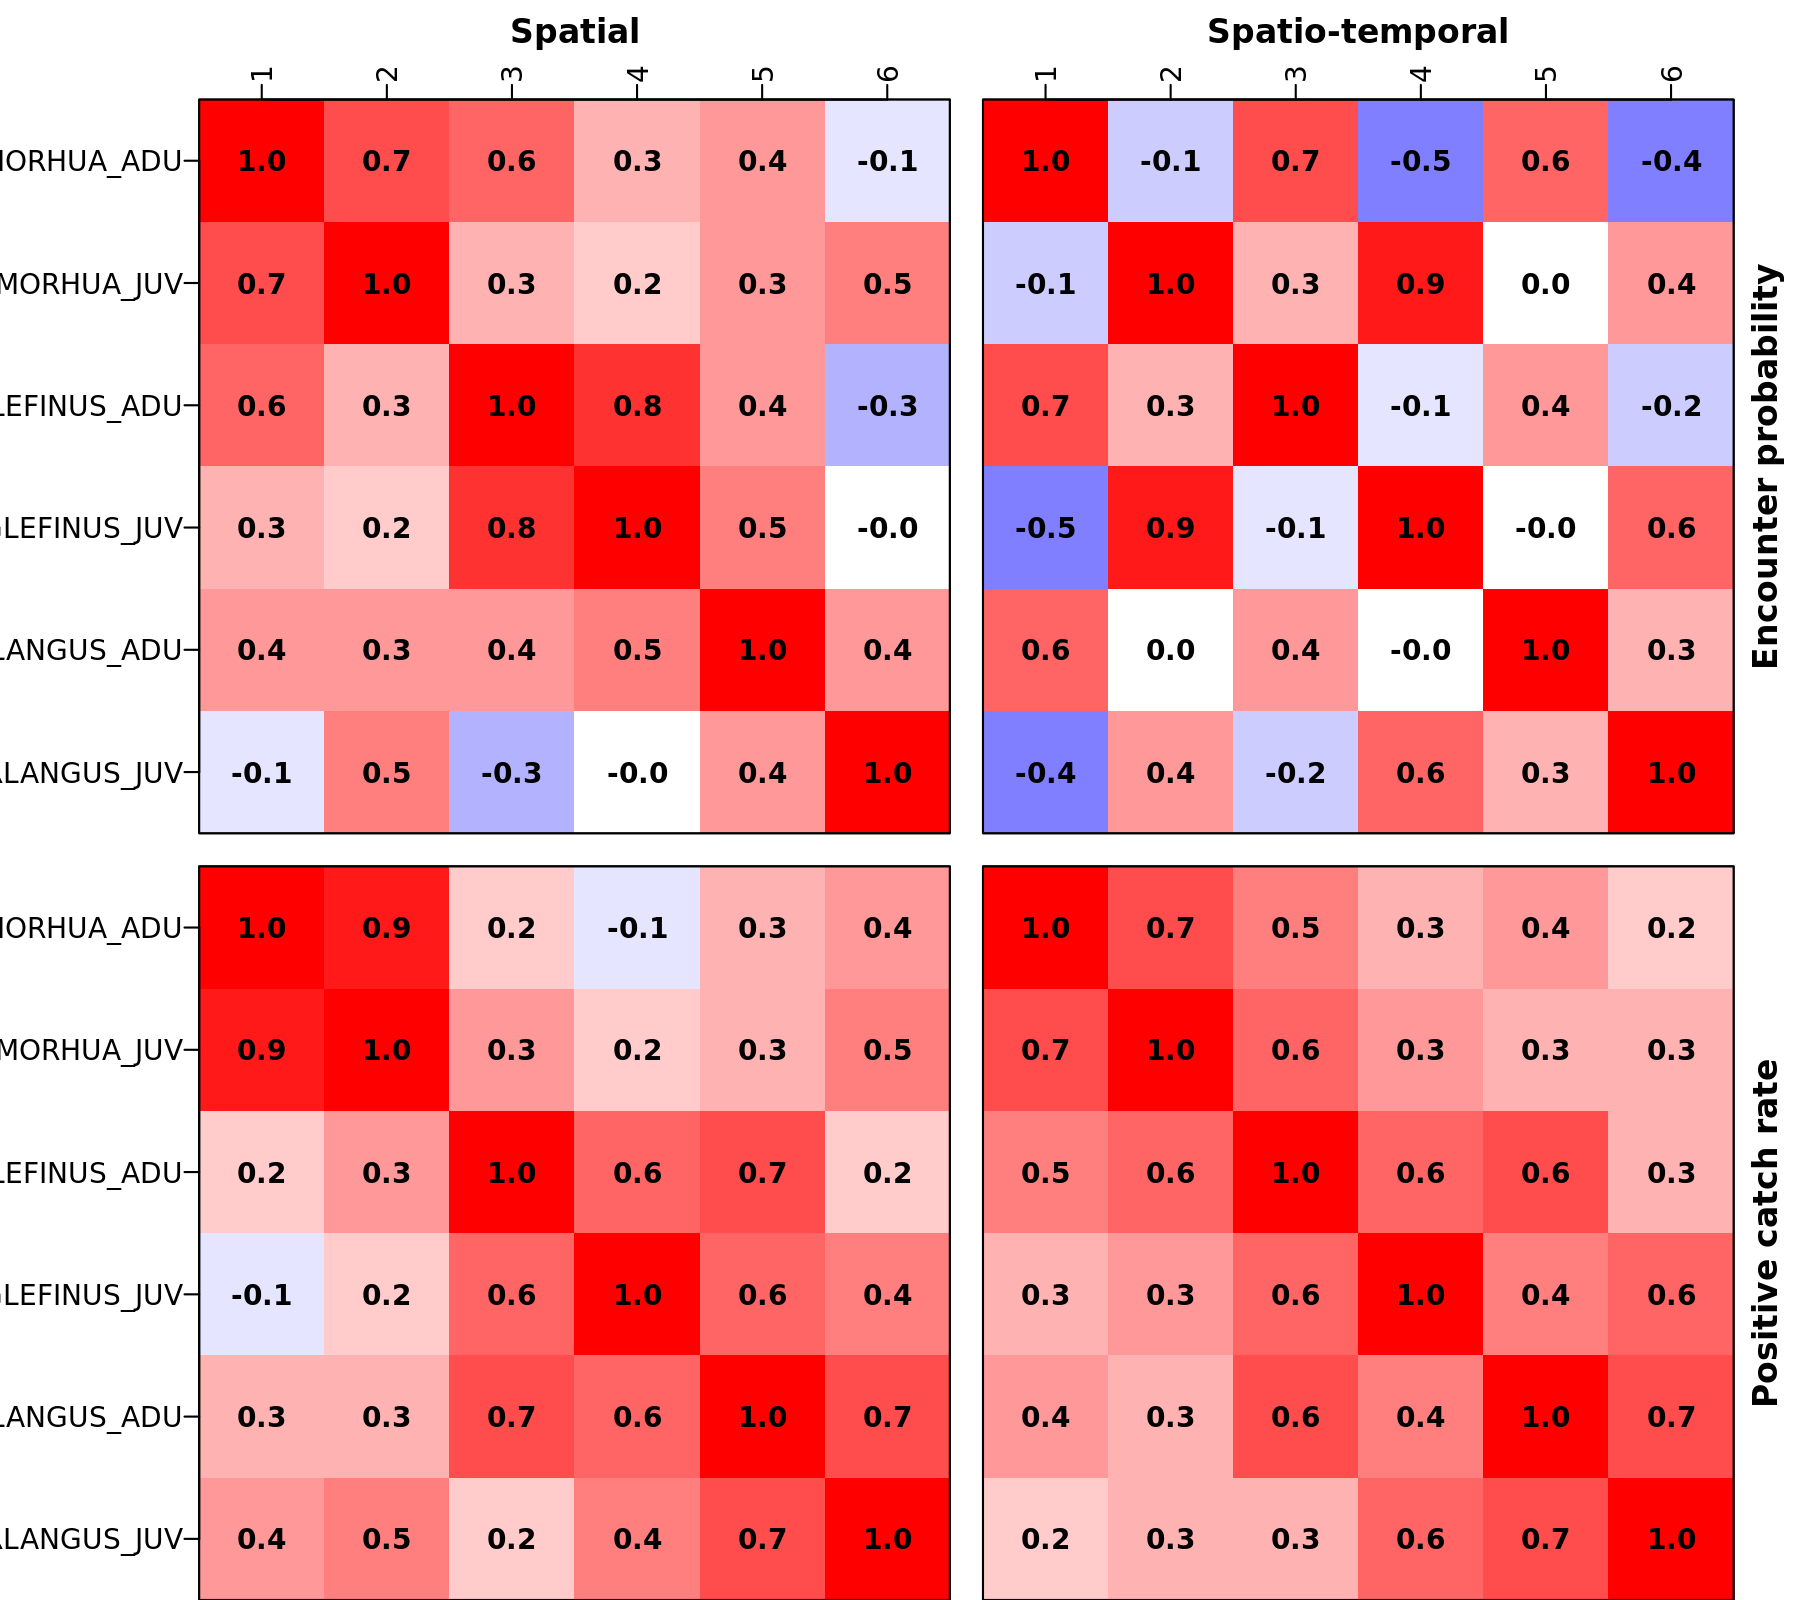 Spatial
Spatio-temporal
1 2 3 4 5 6
1 2 3 4 5 6
MORHUA_ADU 1.0 0.7 0.6 0.3 0.4 -0.1 1.0 -0.1 0.7 -0.5 0.6 -0.4
MORHUA_JUV 0.7 1.0 0.3 0.2 0.3 0.5 -0.1 1.0 0.3 0.9 0.0 0.4
LEFINUS_ADU 0.6 0.3 1.0 0.8 0.4 -0.3 0.7 0.3 1.0 -0.1 0.4 -0.2
LEFINUS_JUV 0.3 0.2 0.8 1.0 0.5 -0.0 -0.5 0.9 -0.1 1.0 -0.0 0.6
LANGUS_ADU 0.4 0.3 0.4 0.5 1.0 0.4 0.6 0.0 0.4 -0.0 1.0 0.3
LANGUS_JUV -0.1 0.5 -0.3 -0.0 0.4 1.0 -0.4 0.4 -0.2 0.6 0.3 1.0
Encounter probability
MORHUA_ADU 1.0 0.9 0.2 -0.1 0.3 0.4 1.0 0.7 0.5 0.3 0.4 0.2
MORHUA_JUV 0.9 1.0 0.3 0.2 0.3 0.5 0.7 1.0 0.6 0.3 0.3 0.3
LEFINUS_ADU 0.2 0.3 1.0 0.6 0.7 0.2 0.5 0.6 1.0 0.6 0.6 0.3
LEFINUS_JUV -0.1 0.2 0.6 1.0 0.6 0.4 0.3 0.3 0.6 1.0 0.4 0.6
LANGUS_ADU 0.3 0.3 0.7 0.6 1.0 0.7 0.4 0.3 0.6 0.4 1.0 0.7
LANGUS_JUV 0.4 0.5 0.2 0.4 0.7 1.0 0.2 0.3 0.3 0.6 0.7 1.0
Positive catch rate